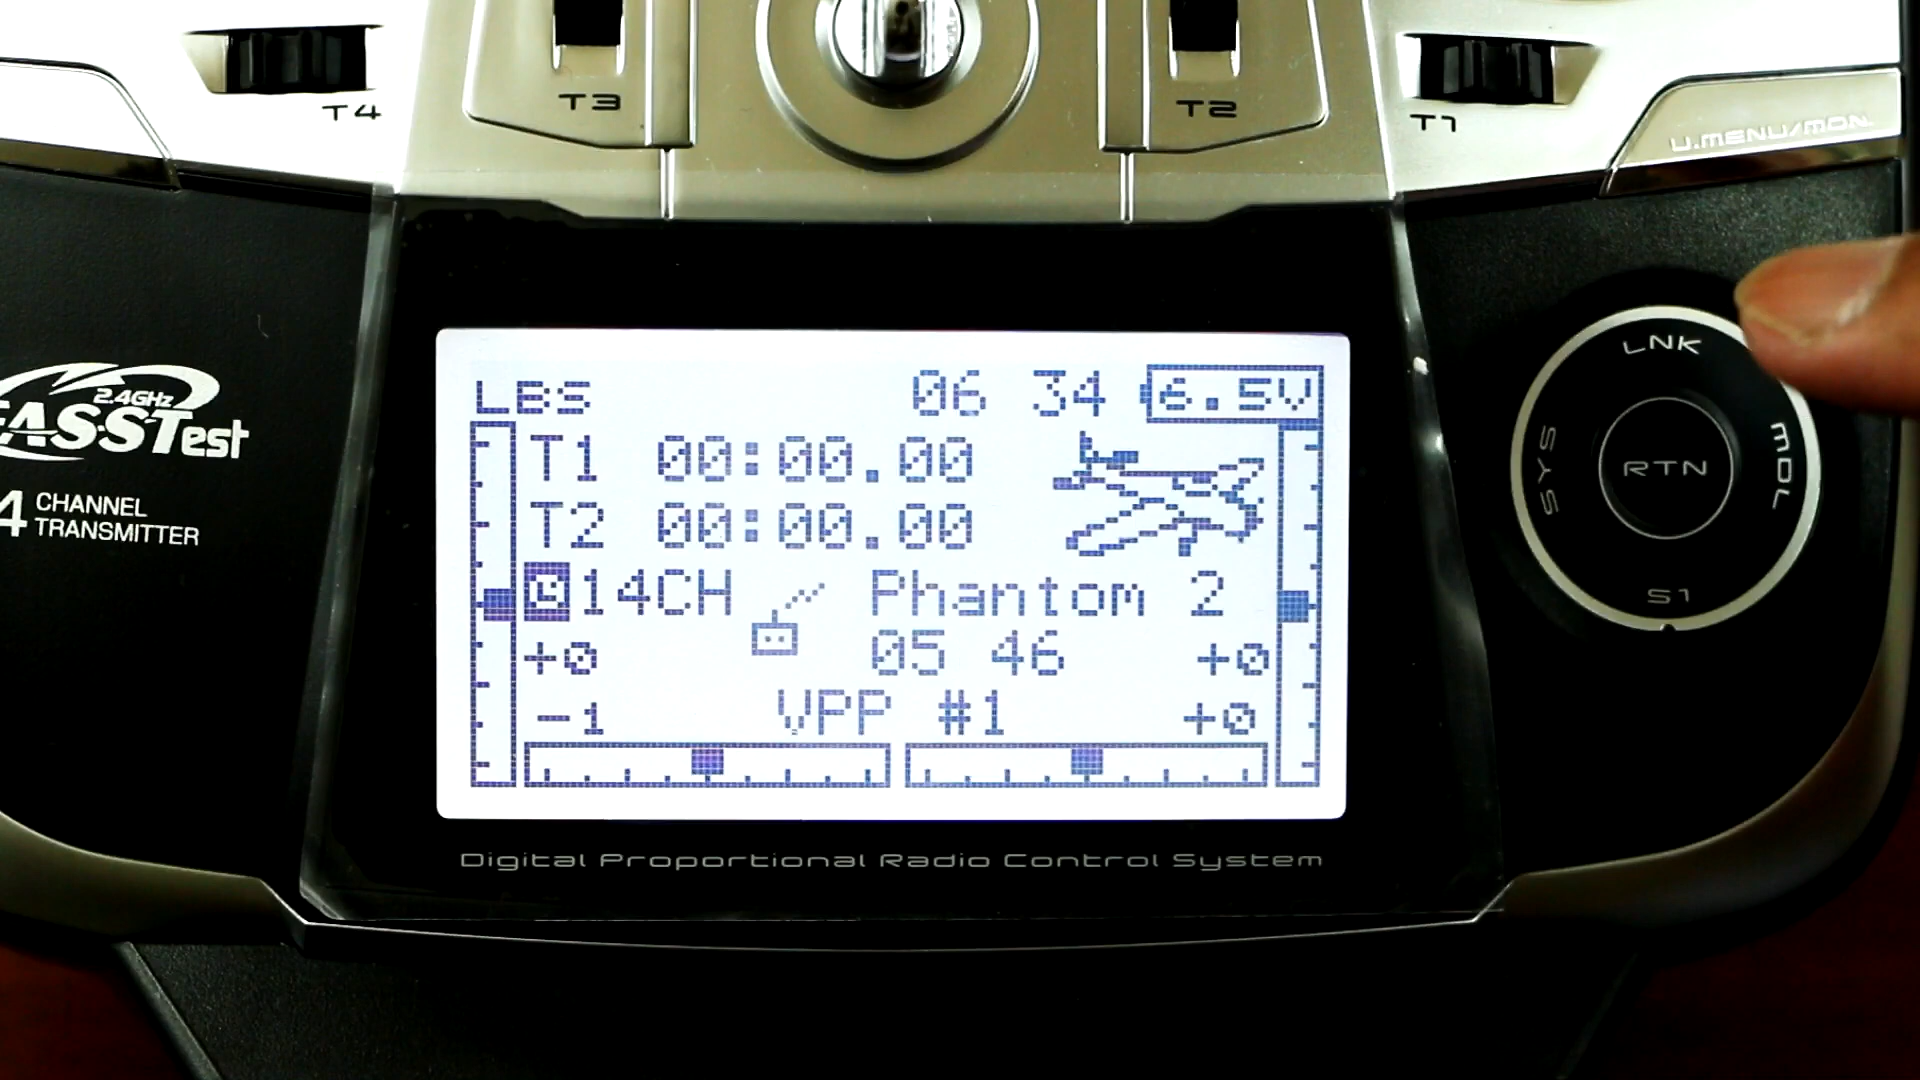 T4
T3
T2
T1
U.MENU/MON.
LBS 06 34 6.5V
T1 00:00.00
T2 00:00.00
14CH Phantom 2
+0 05 46 +0
-1 VPP #1 +0
2.4GHz
FASSTest
4 CHANNEL
TRANSMITTER
LNK
SYS
RTN
MDL
S1
Digital Proportional Radio Control System